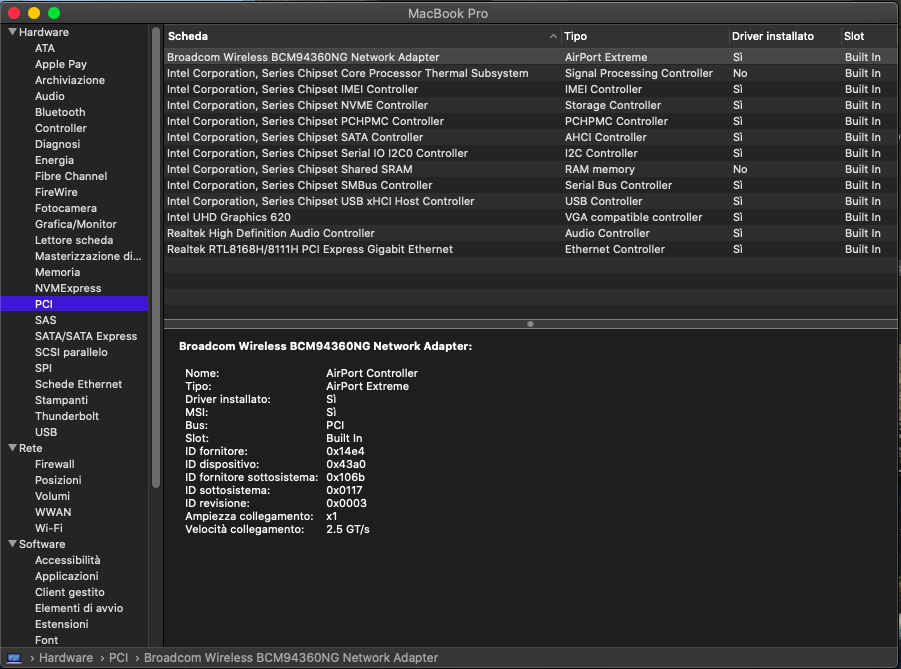 MacBook Pro
Hardware
ATA
Apple Pay
Archiviazione
Audio
Bluetooth
Controller
Diagnosi
Energia
Fibre Channel
FireWire
Fotocamera
Grafica/Monitor
Lettore scheda
Masterizzazione di...
Memoria
NVMExpress
PCI
SAS
SATA/SATA Express
SCSI parallelo
SPI
Schede Ethernet
Stampanti
Thunderbolt
USB
Rete
Firewall
Posizioni
Volumi
WWAN
Wi-Fi
Software
Accessibilità
Applicazioni
Client gestito
Elementi di avvio
Estensioni
Font
Scheda Tipo Driver installato Slot
Broadcom Wireless BCM94360NG Network Adapter AirPort Extreme Sì Built In
Intel Corporation, Series Chipset Core Processor Thermal Subsystem Signal Processing Controller No Built In
Intel Corporation, Series Chipset IMEI Controller IMEI Controller Sì Built In
Intel Corporation, Series Chipset NVME Controller Storage Controller Sì Built In
Intel Corporation, Series Chipset PCHPMC Controller PCHPMC Controller Sì Built In
Intel Corporation, Series Chipset SATA Controller AHCI Controller Sì Built In
Intel Corporation, Series Chipset Serial IO I2C0 Controller I2C Controller Sì Built In
Intel Corporation, Series Chipset Shared SRAM RAM memory No Built In
Intel Corporation, Series Chipset SMBus Controller Serial Bus Controller Sì Built In
Intel Corporation, Series Chipset USB xHCI Host Controller USB Controller Sì Built In
Intel UHD Graphics 620 VGA compatible controller Sì Built In
Realtek High Definition Audio Controller Audio Controller Sì Built In
Realtek RTL8168H/8111H PCI Express Gigabit Ethernet Ethernet Controller Sì Built In
Broadcom Wireless BCM94360NG Network Adapter:
Nome: AirPort Controller
Tipo: AirPort Extreme
Driver installato: Sì
MSI: Sì
Bus: PCI
Slot: Built In
ID fornitore: 0x14e4
ID dispositivo: 0x43a0
ID fornitore sottosistema: 0x106b
ID sottosistema: 0x0117
ID revisione: 0x0003
Ampiezza collegamento: x1
Velocità collegamento: 2.5 GT/s
› Hardware › PCI › Broadcom Wireless BCM94360NG Network Adapter